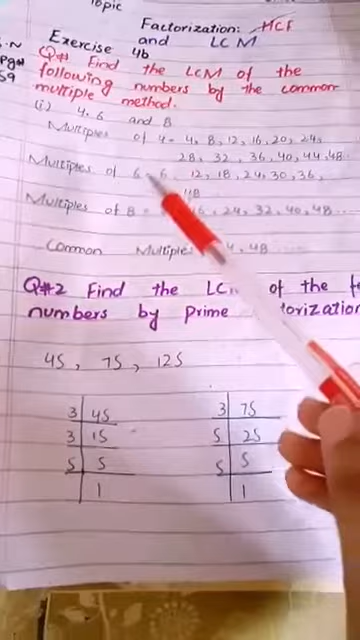 Topic
Factorization: HCF
and LCM
S.N
Pg#
59
Exercise 4b
Q#1 Find the LCM of the
following numbers by the common
multiple method.
(i) 4, 6 and 8
Multiples of 4 = 4, 8, 12, 16, 20, 24,
28, 32, 36, 40, 44, 48
Multiples of 6 6, 12, 18, 24, 30, 36,
48
Multiples of 8 = 16, 24, 32, 40, 48...
Common Multiples 4, 48
Q#2 Find the LC of the
numbers by prime torization
45, 75, 125
3 45 3 75
3 15 5 25
5 5 5 5
1 1